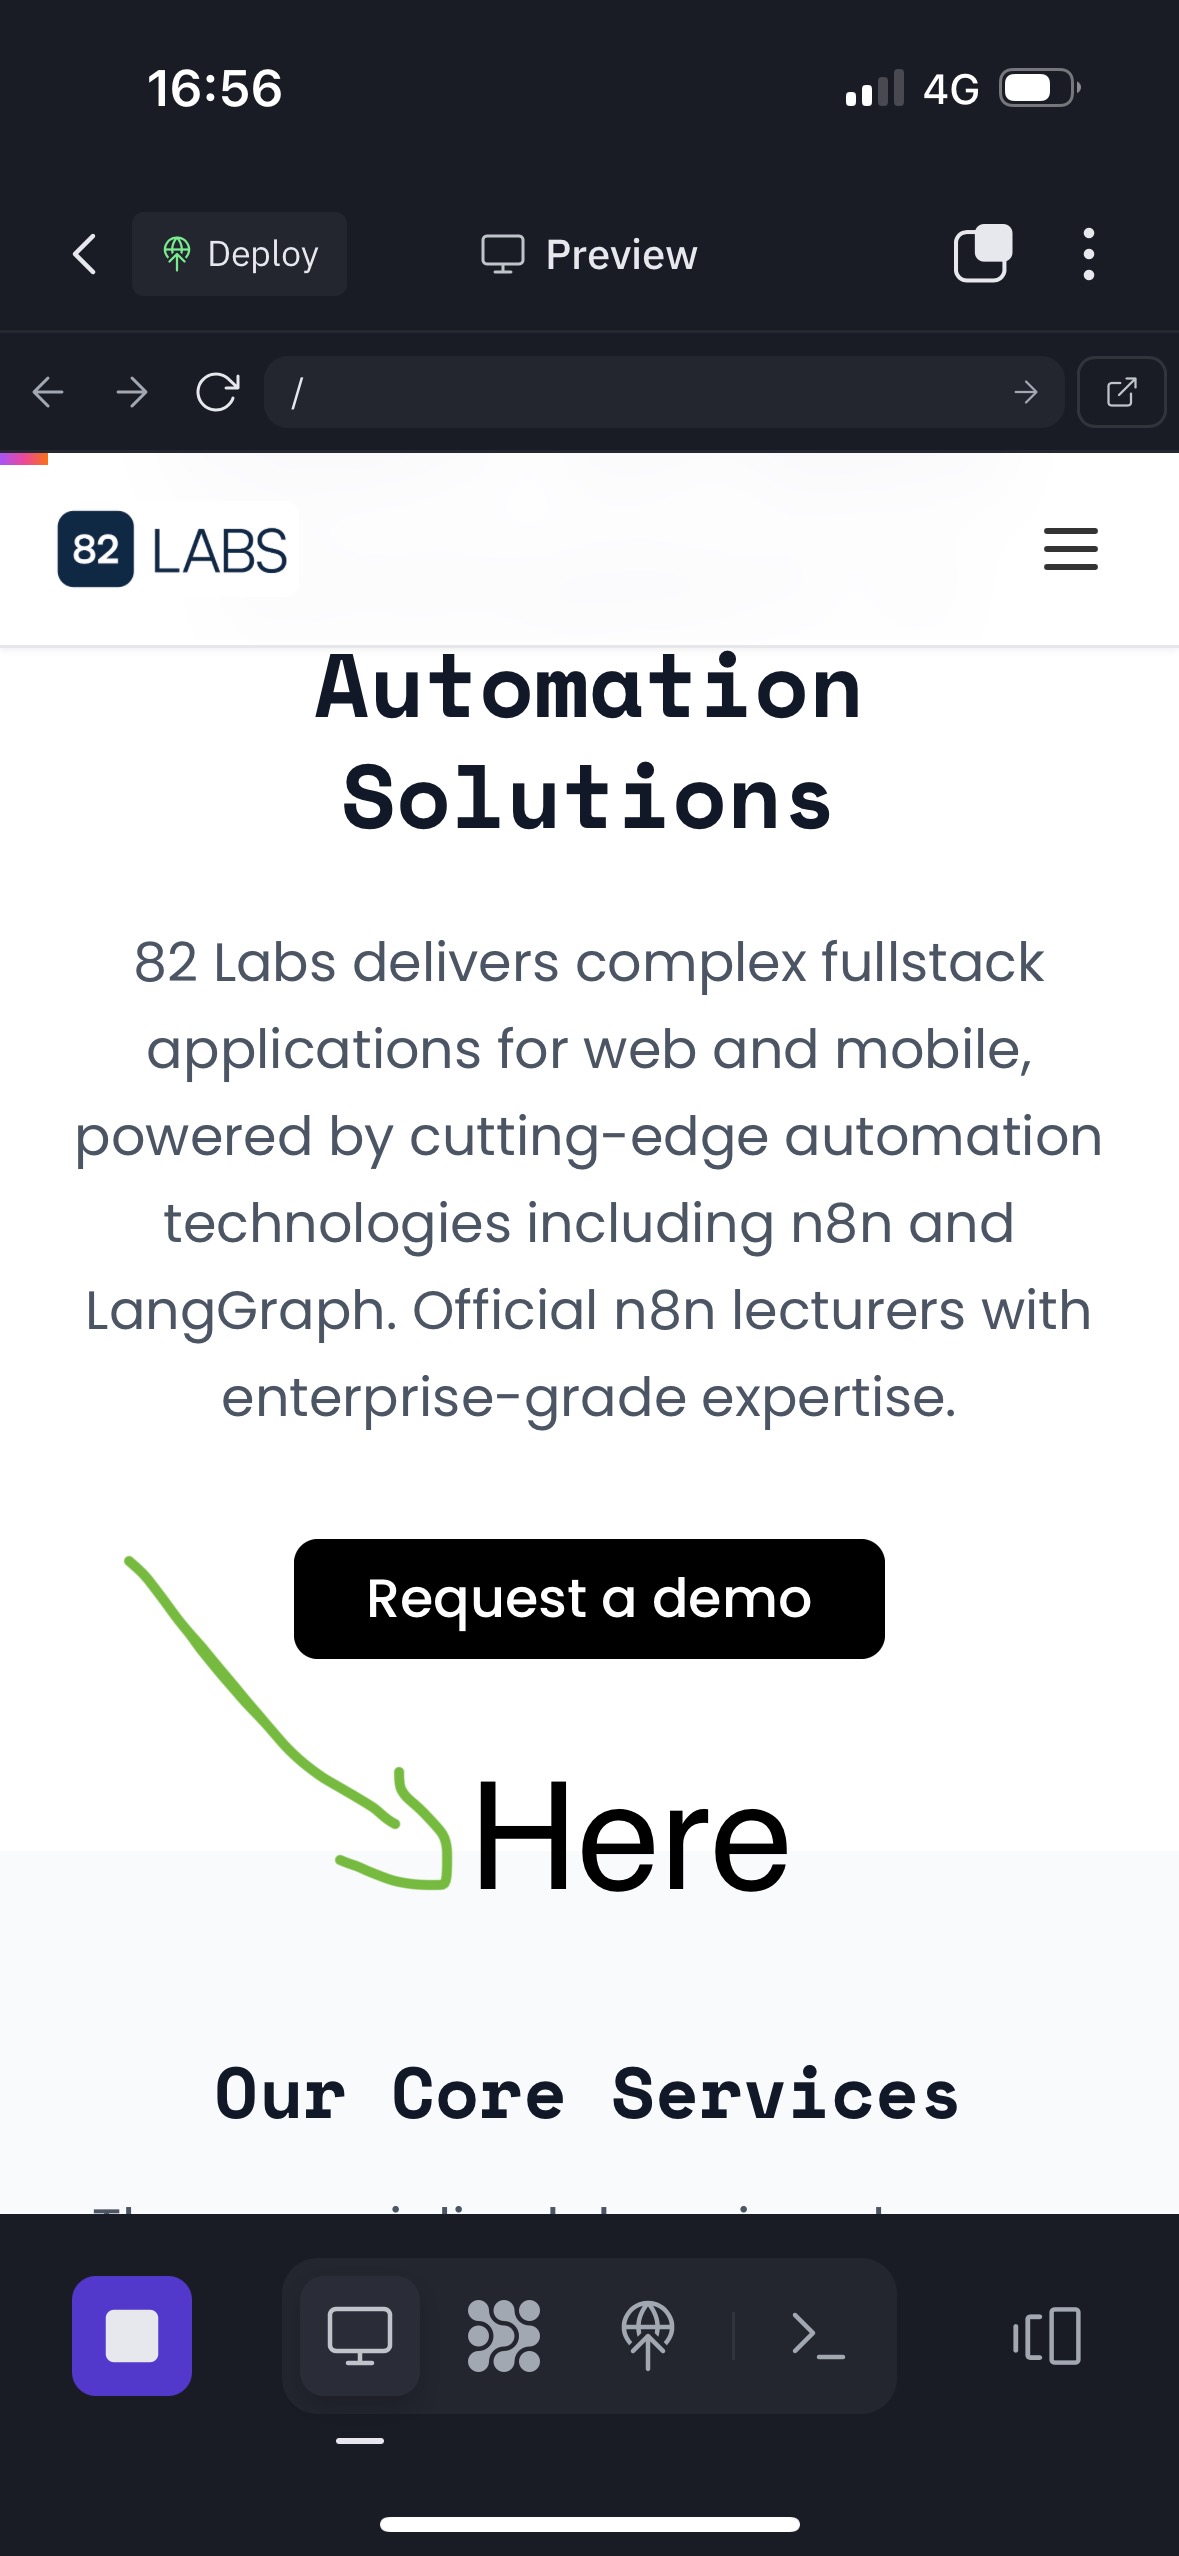 16:56
4G
Deploy
Preview
/
82 LABS
Automation
Solutions
82 Labs delivers complex fullstack
applications for web and mobile,
powered by cutting-edge automation
technologies including n8n and
LangGraph. Official n8n lecturers with
enterprise-grade expertise.
Request a demo
Here
Our Core Services